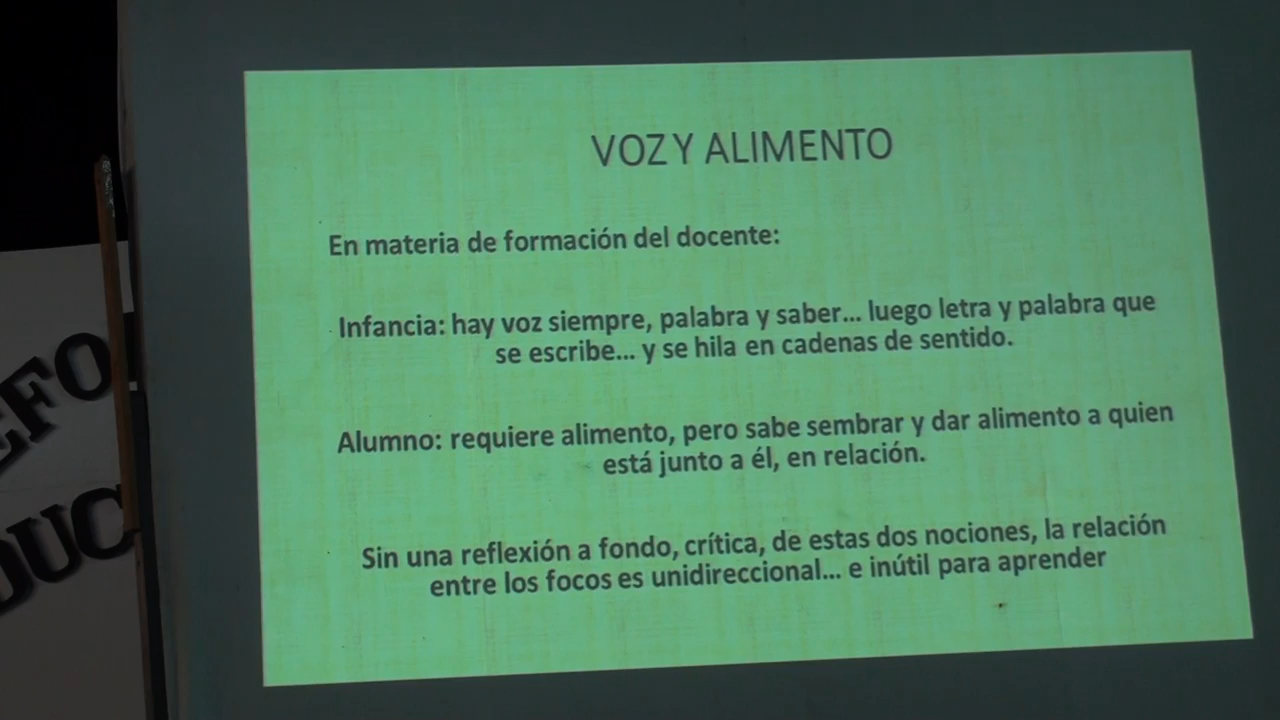 VOZ Y ALIMENTO
En materia de formación del docente:
Infancia: hay voz siempre, palabra y saber... luego letra y palabra que
se escribe... y se hila en cadenas de sentido.
Alumno: requiere alimento, pero sabe sembrar y dar alimento a quien
está junto a él, en relación.
Sin una reflexión a fondo, crítica, de estas dos nociones, la relación
entre los focos es unidireccional... e inútil para aprender
EFO
DUC